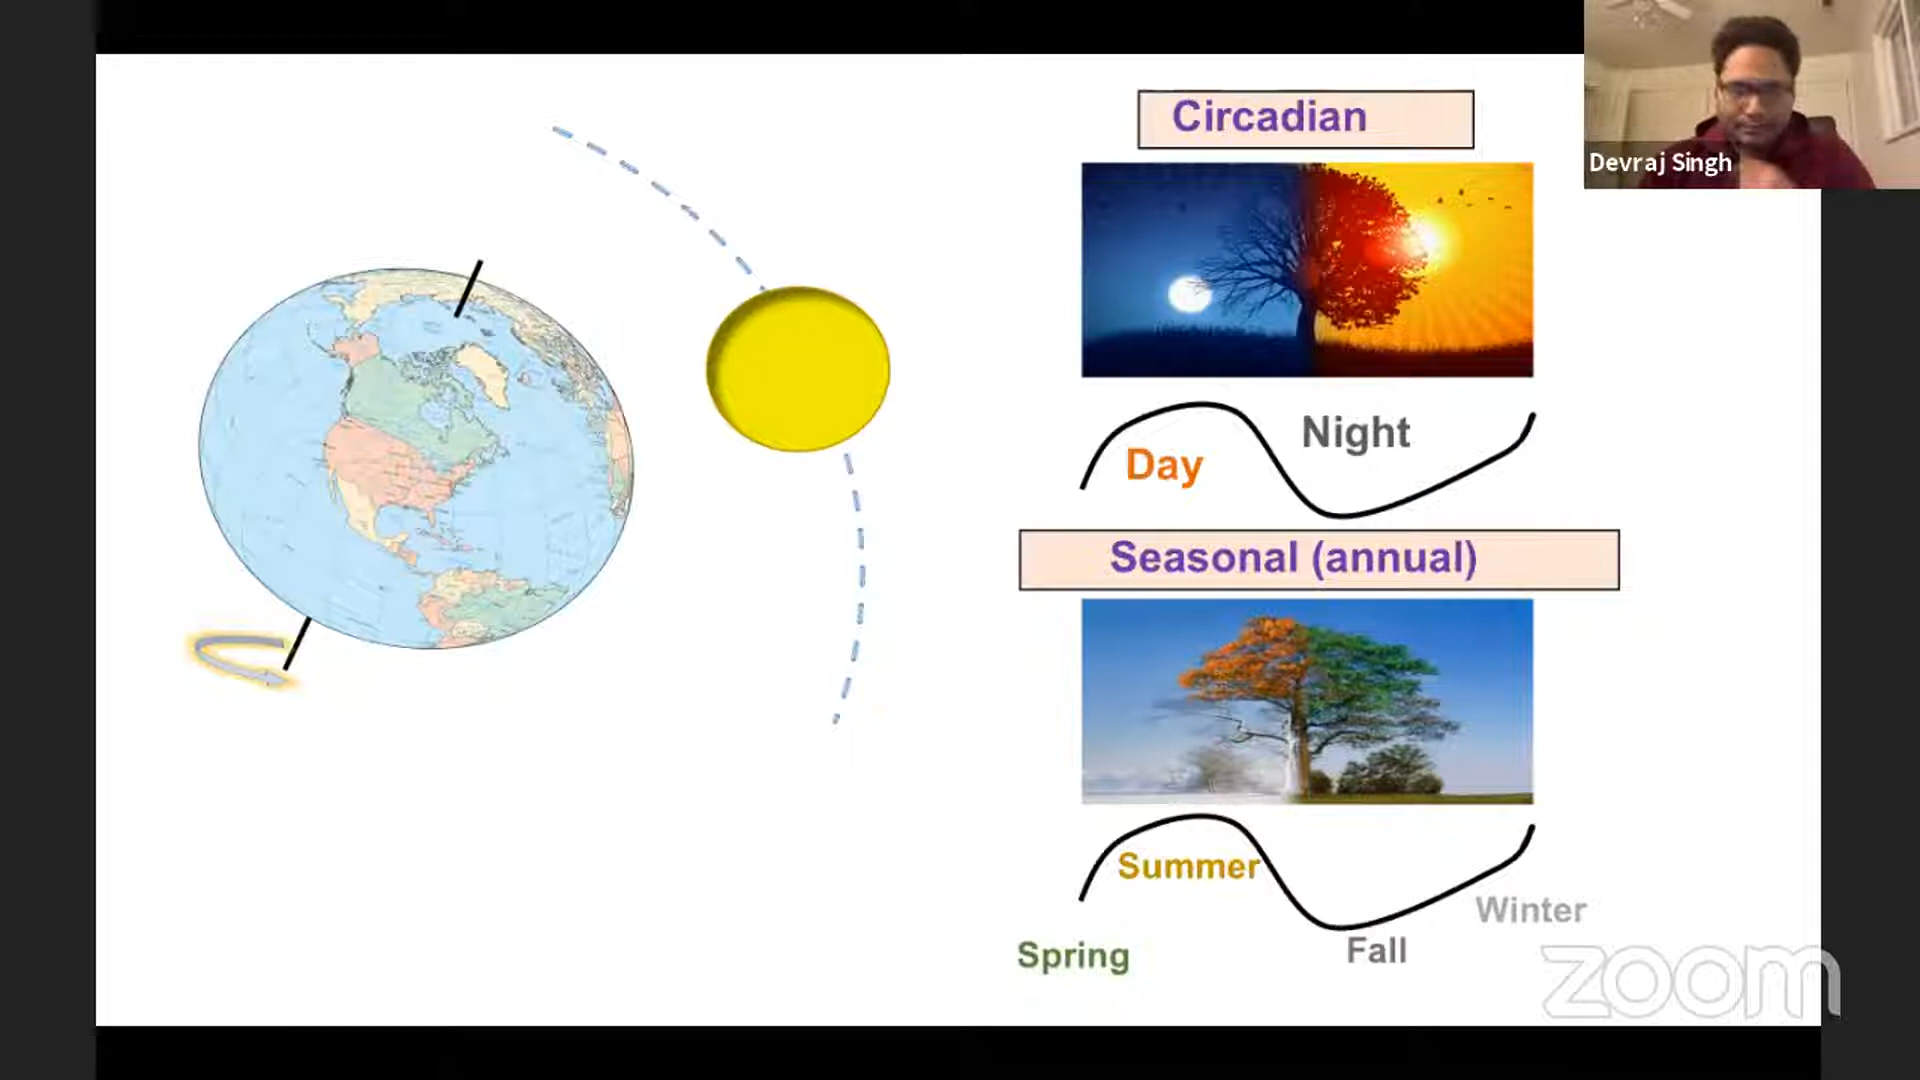 Circadian
Devraj Singh
Night
Day
Seasonal (annual)
Summer
Winter
Fall
Spring
zoom